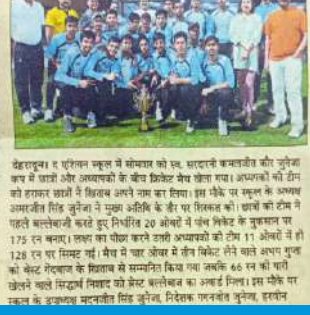 देहरादून। द एशियन स्कूल में सोमवार को स्व. सरदारनी कमलजीत कौर जुनेजा
कप में छात्रों और अध्यापकों के बीच क्रिकेट मैच खेला गया। अध्यापकों को टीम
को हराकर छात्रों ने खिताब अपने नाम कर लिया। इस मौके पर स्कूल के अध्यक्ष
अमरजीत सिंह जुनेजा ने मुख्य अतिथि के तौर पर शिरकत की। छात्रों की टीम ने
पहले बल्लेबाजी करते हुए निर्धारित 20 ओवरों में पांच विकेट के नुकसान पर
175 रन बनाए। लक्ष्य का पीछा करने उतरी अध्यापकों की टीम 11 ओवरों में ही
128 रन पर सिमट गई। मैच में चार ओवर में तीन विकेट लेने वाले अभय गुप्ता
को बेस्ट गेंदबाज के खिताब से सम्मानित किया गया जबकि 66 रन की पारी
खेलने वाले सिद्धार्थ निशाद को बेस्ट बल्लेबाज का अवार्ड मिला। इस मौके पर
स्कूल के उपाध्यक्ष मदनजीत सिंह जुनेजा, निदेशक गगनजोत जुनेजा,